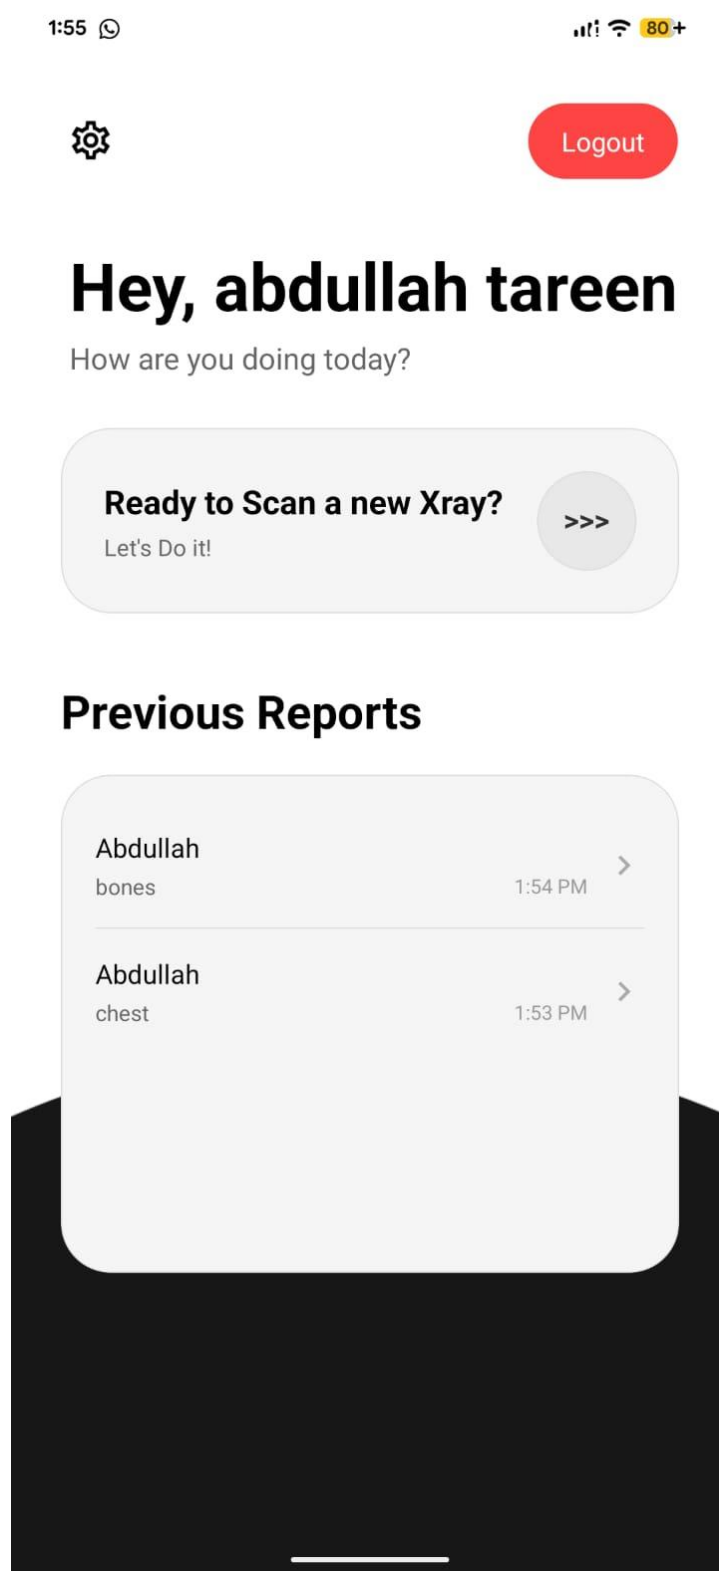 1:55
80+
Logout
Hey, abdullah tareen
How are you doing today?
Ready to Scan a new Xray?
Let's Do it!
>>>
Previous Reports
Abdullah
bones
1:54 PM
Abdullah
chest
1:53 PM